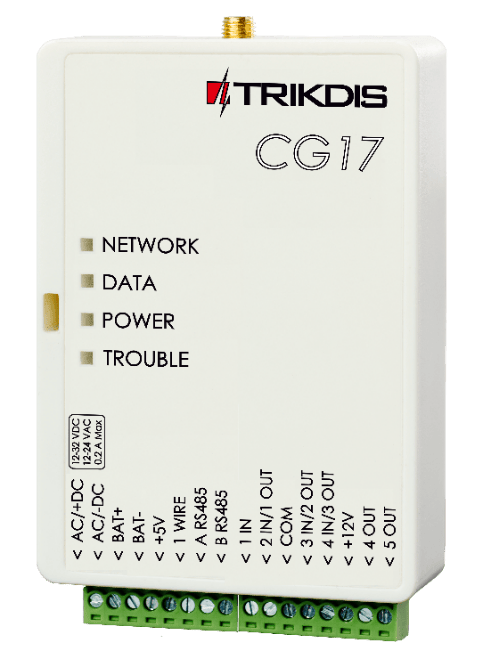 TRIKDIS
CG17
NETWORK
DATA
POWER
TROUBLE
12-32 VDC
12-24 VAC
0.2 A Max
< AC/+DC
< AC/-DC
< BAT+
< BAT-
< +5V
< 1 WIRE
< A RS485
< B RS485
< 1 IN
< 2 IN/1 OUT
< COM
< 3 IN/2 OUT
< 4 IN/3 OUT
< +12V
< 4 OUT
< 5 OUT